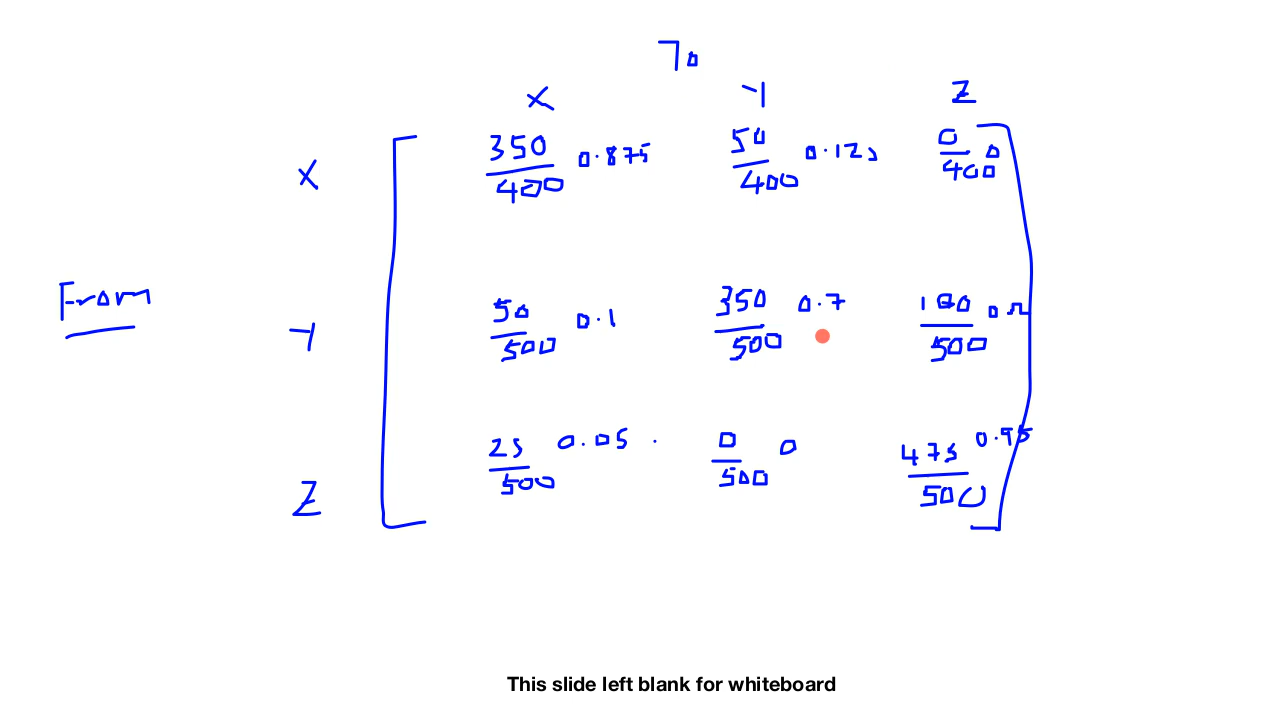 To
X Y Z
X 350/400 0.875 50/400 0.125 0/400 0
From
Y 50/500 0.1 350/500 0.7 100/500 0.2
Z 25/500 0.05 0/500 0 475/500 0.95
This slide left blank for whiteboard